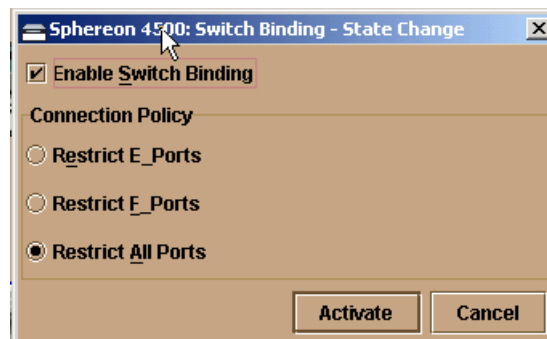 Sphereon 4500: Switch Binding - State Change
Enable Switch Binding
Connection Policy
Restrict E_Ports
Restrict F_Ports
Restrict All Ports
Activate Cancel